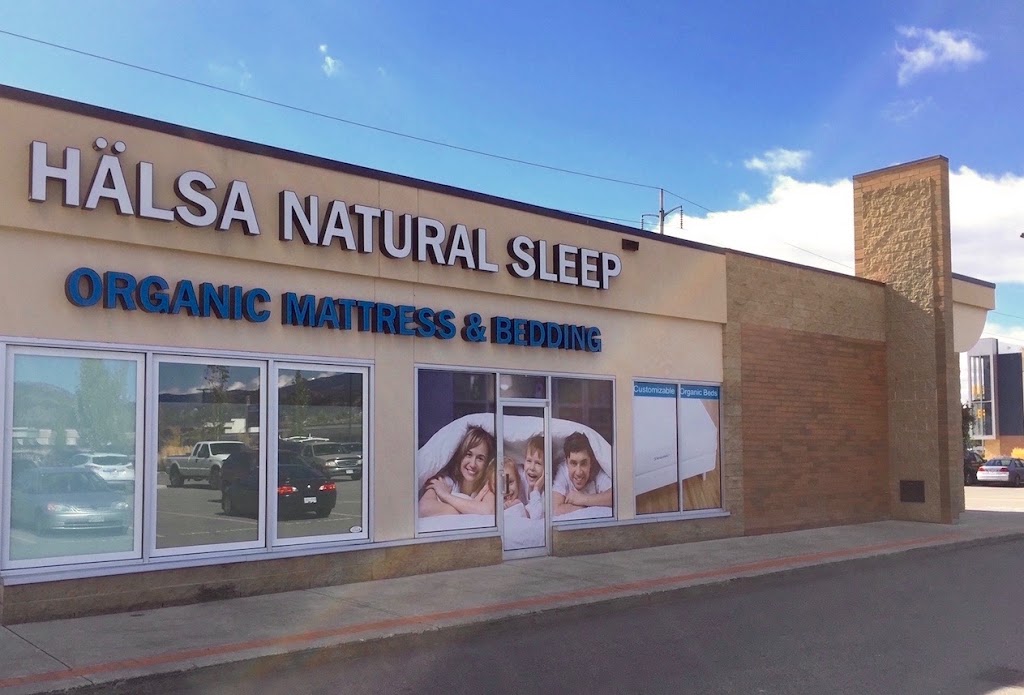 HÄLSA NATURAL SLEEP
ORGANIC MATTRESS & BEDDING
Customizable Organic Beds